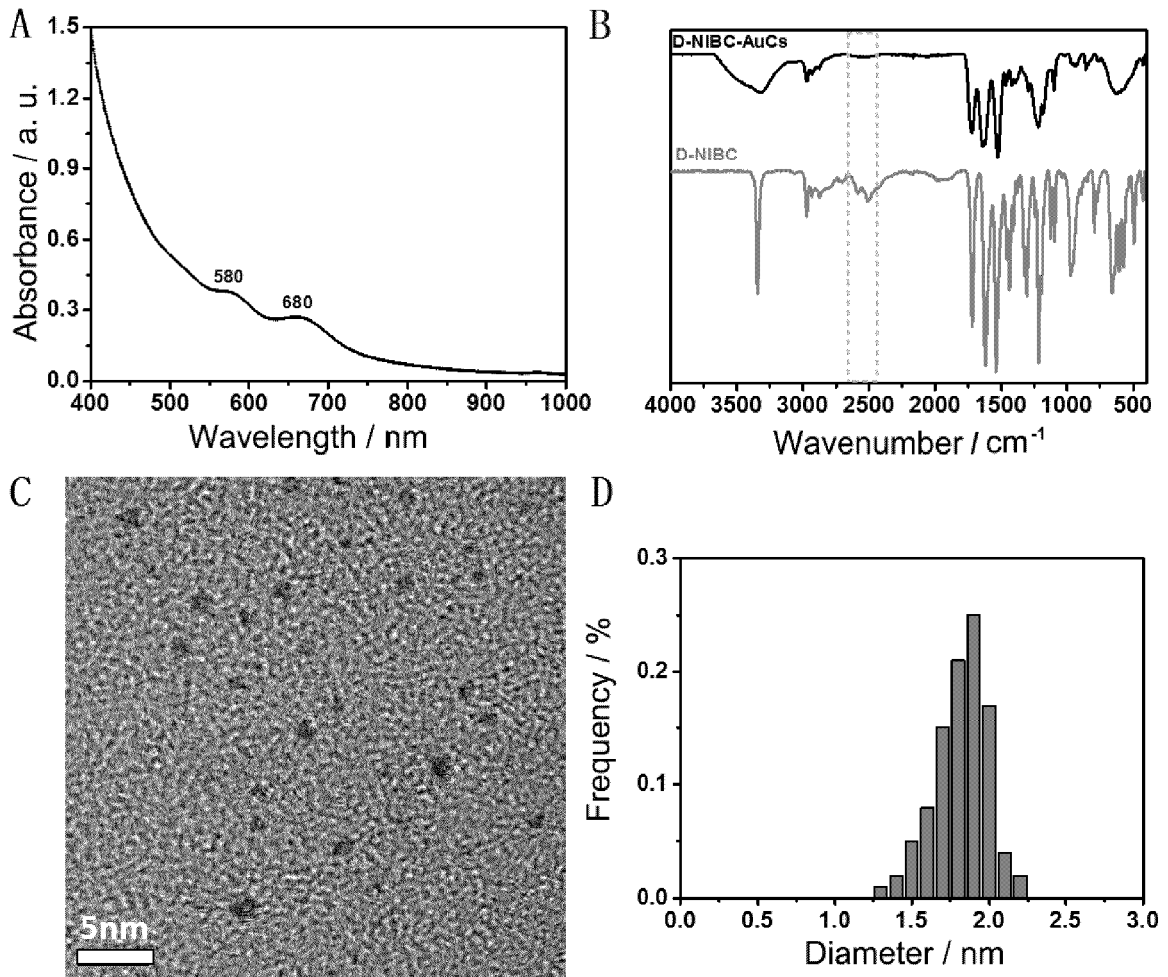 A
1.5
1.2
0.9
0.6
0.3
0.0
Absorbance / a. u.
580
680
400 500 600 700 800 900 1000
Wavelength / nm
B
D-NIBC-AuCs
D-NIBC
4000 3500 3000 2500 2000 1500 1000 500
Wavenumber / cm⁻¹
C
5nm
D
0.3
0.2
0.1
0.0
Frequency / %
0.0 0.5 1.0 1.5 2.0 2.5 3.0
Diameter / nm